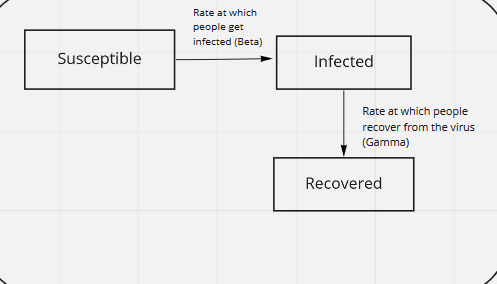 Rate at which
people get
infected (Beta)
Susceptible
Infected
Rate at which people
recover from the virus
(Gamma)
Recovered